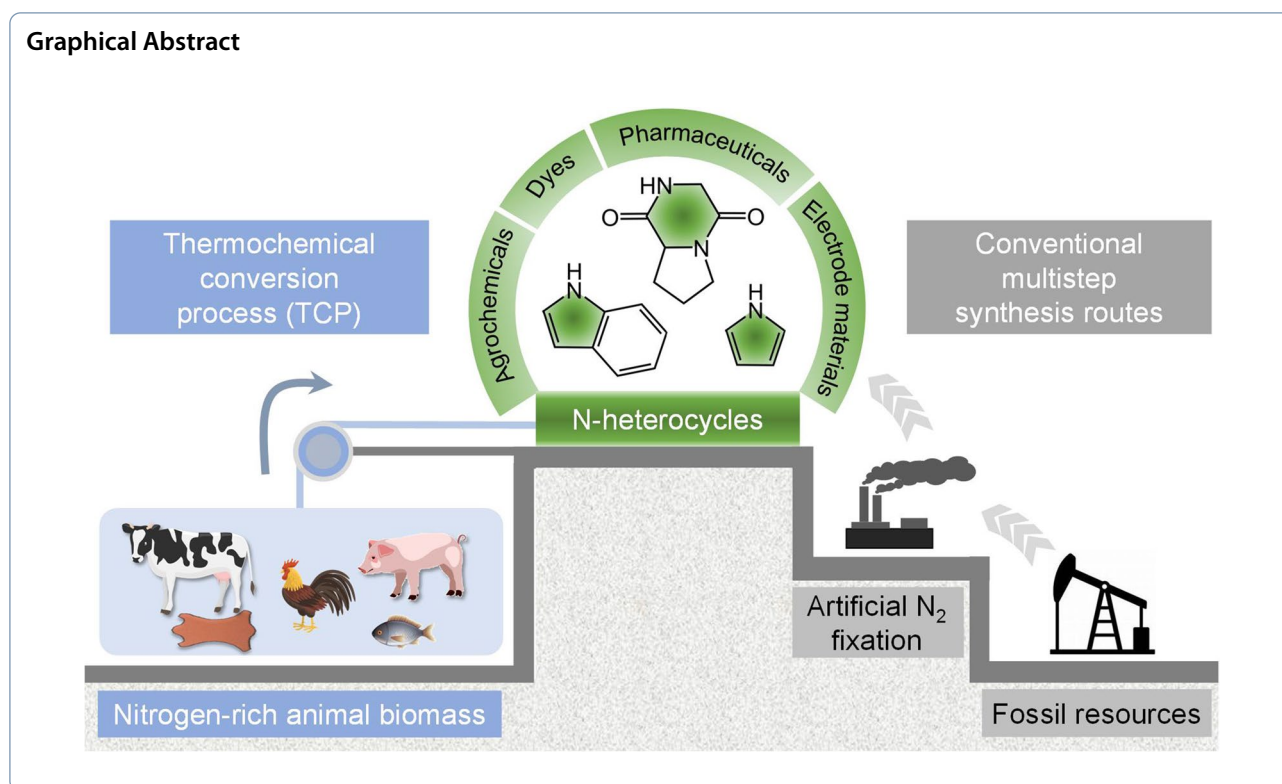 Graphical Abstract
Agrochemicals
Dyes
Pharmaceuticals
Electrode materials
HN
O
O
N
H
N
H
N
Thermochemical
conversion
process (TCP)
Conventional
multistep
synthesis routes
N-heterocycles
Artificial N₂
fixation
Nitrogen-rich animal biomass
Fossil resources